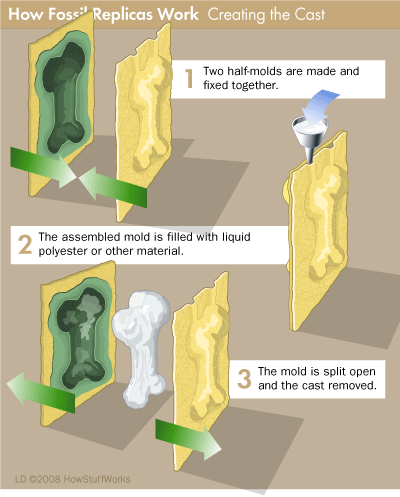 How Fossil Replicas Work Creating the Cast
1 Two half-molds are made and
fixed together.
2 The assembled mold is filled with liquid
polyester or other material.
3 The mold is split open
and the cast removed.
LD ©2008 HowStuffWorks